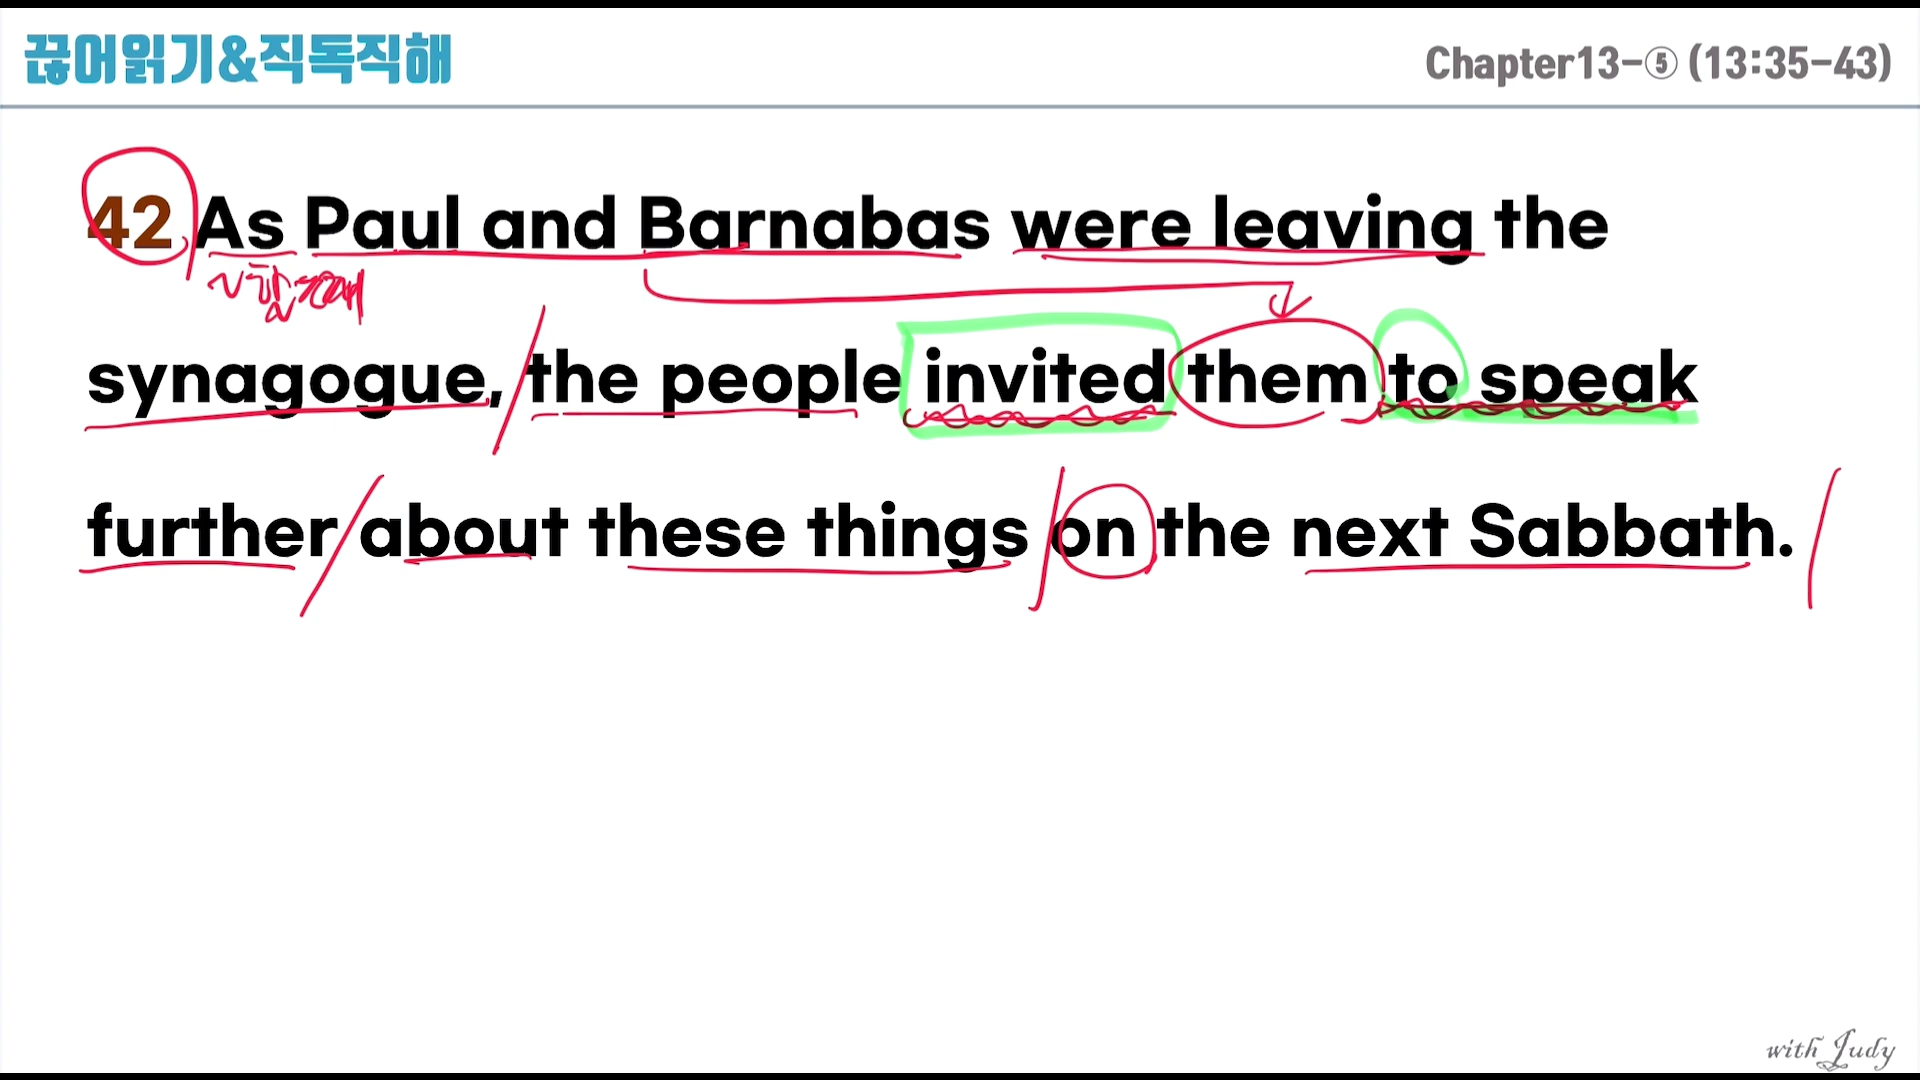 끊어읽기&직독직해
Chapter13-⑤ (13:35-43)
42 As Paul and Barnabas were leaving the
~할 때
synagogue, the people invited them to speak
further about these things on the next Sabbath.
with Judy